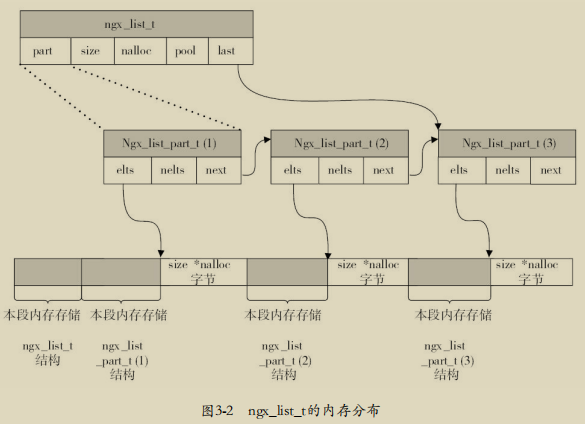 ngx_list_t
part size nalloc pool last
Ngx_list_part_t (1) Ngx_list_part_t (2) Ngx_list_part_t (3)
elts nelts next elts nelts next elts nelts next
size *nalloc size *nalloc size *nalloc
字节 字节 字节
本段内存存储 本段内存存储 本段内存存储 本段内存存储
ngx_list_t ngx_list ngx_list ngx_list
结构 _part_t (1) _part_t (2) _part_t (3)
结构 结构 结构
图3-2 ngx_list_t的内存分布